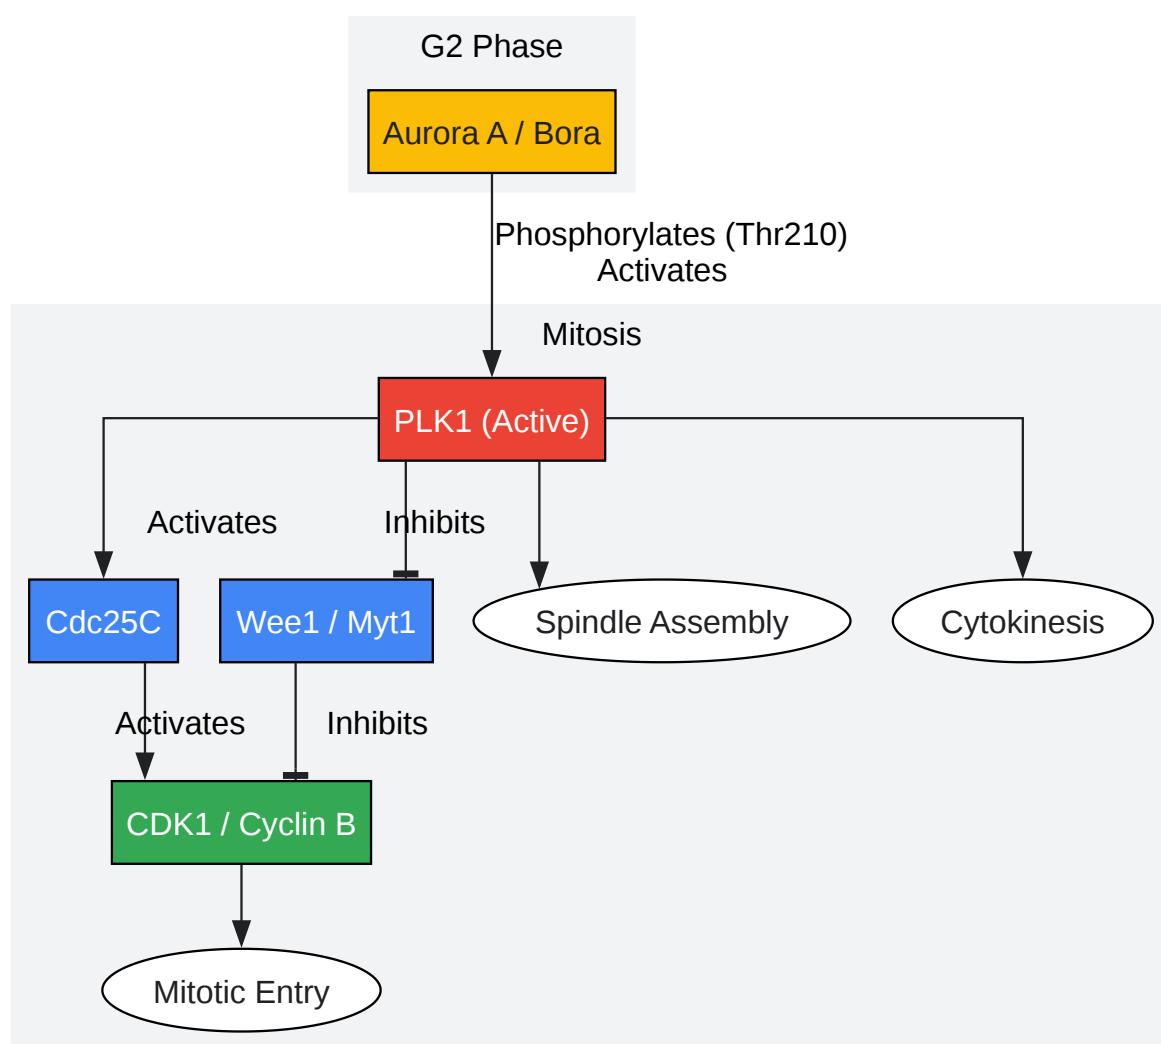 G2 Phase
Aurora A / Bora
Phosphorylates (Thr210)
Activates
Mitosis
PLK1 (Active)
Activates
Inhibits
Cdc25C
Wee1 / Myt1
Spindle Assembly
Cytokinesis
Activates
Inhibits
CDK1 / Cyclin B
Mitotic Entry